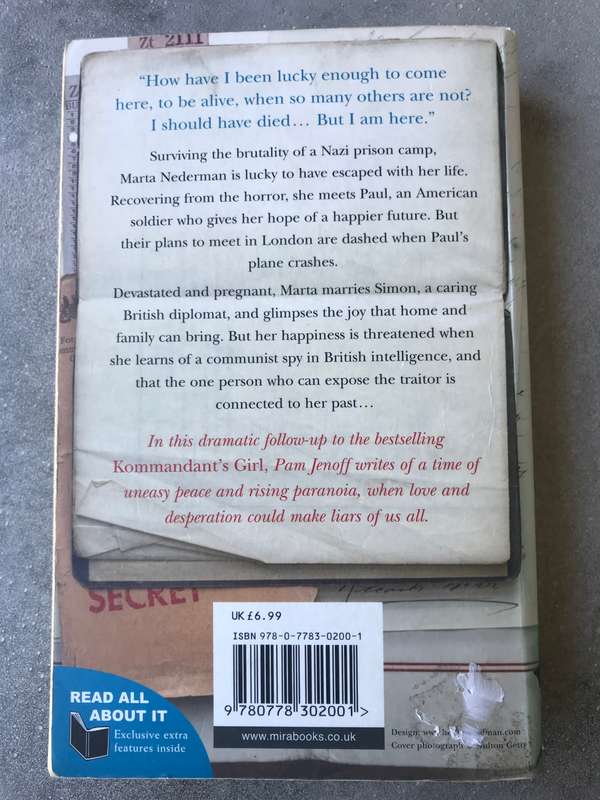 Zt 2111
"How have I been lucky enough to come
here, to be alive, when so many others are not?
I should have died... But I am here."
Surviving the brutality of a Nazi prison camp,
Marta Nederman is lucky to have escaped with her life.
Recovering from the horror, she meets Paul, an American
soldier who gives her hope of a happier future. But
their plans to meet in London are dashed when Paul's
plane crashes.
Devastated and pregnant, Marta marries Simon, a caring
British diplomat, and glimpses the joy that home and
family can bring. But her happiness is threatened when
she learns of a communist spy in British intelligence, and
that the one person who can expose the traitor is
connected to her past...
In this dramatic follow-up to the bestselling
Kommandant's Girl, Pam Jenoff writes of a time of
uneasy peace and rising paranoia, when love and
desperation could make liars of us all.
SECRET
UK £6.99
ISBN 978-0-7783-0200-1
9 780778 302001 >
www.mirabooks.co.uk
READ ALL
ABOUT IT
Exclusive extra
features inside
Design:
Cover photograph Hulton Getty